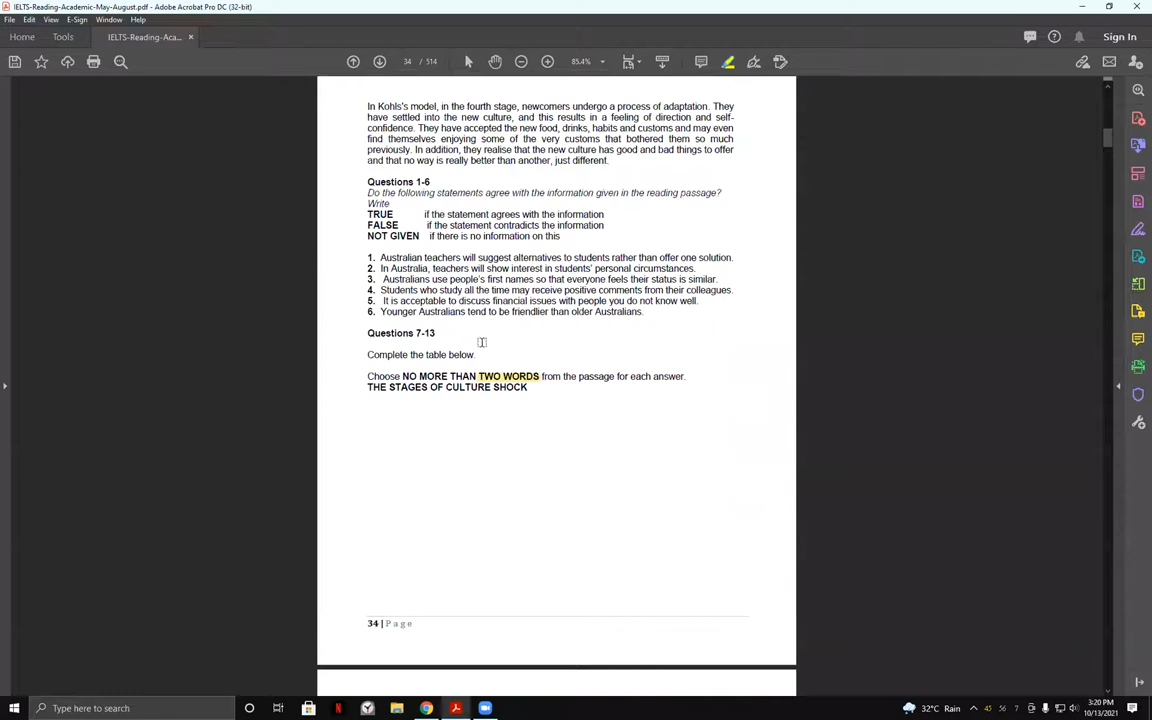 IELTS-Reading-Academic-May-August.pdf - Adobe Acrobat Pro DC (32-bit)
File Edit View E-Sign Window Help
Home Tools IELTS-Reading-Aca... × Sign In
34 / 514 85.4%
In Kohls's model, in the fourth stage, newcomers undergo a process of adaptation. They
have settled into the new culture, and this results in a feeling of direction and self-
confidence. They have accepted the new food, drinks, habits and customs and may even
find themselves enjoying some of the very customs that bothered them so much
previously. In addition, they realise that the new culture has good and bad things to offer
and that no way is really better than another, just different.
Questions 1-6
Do the following statements agree with the information given in the reading passage?
Write
TRUE if the statement agrees with the information
FALSE if the statement contradicts the information
NOT GIVEN if there is no information on this
1. Australian teachers will suggest alternatives to students rather than offer one solution.
2. In Australia, teachers will show interest in students' personal circumstances.
3. Australians use people's first names so that everyone feels their status is similar.
4. Students who study all the time may receive positive comments from their colleagues.
5. It is acceptable to discuss financial issues with people you do not know well.
6. Younger Australians tend to be friendlier than older Australians.
Questions 7-13
Complete the table below.
Choose NO MORE THAN TWO WORDS from the passage for each answer.
THE STAGES OF CULTURE SHOCK
34 | P a g e
Type here to search
32°C Rain 45 56 7 3:20 PM
10/13/2021